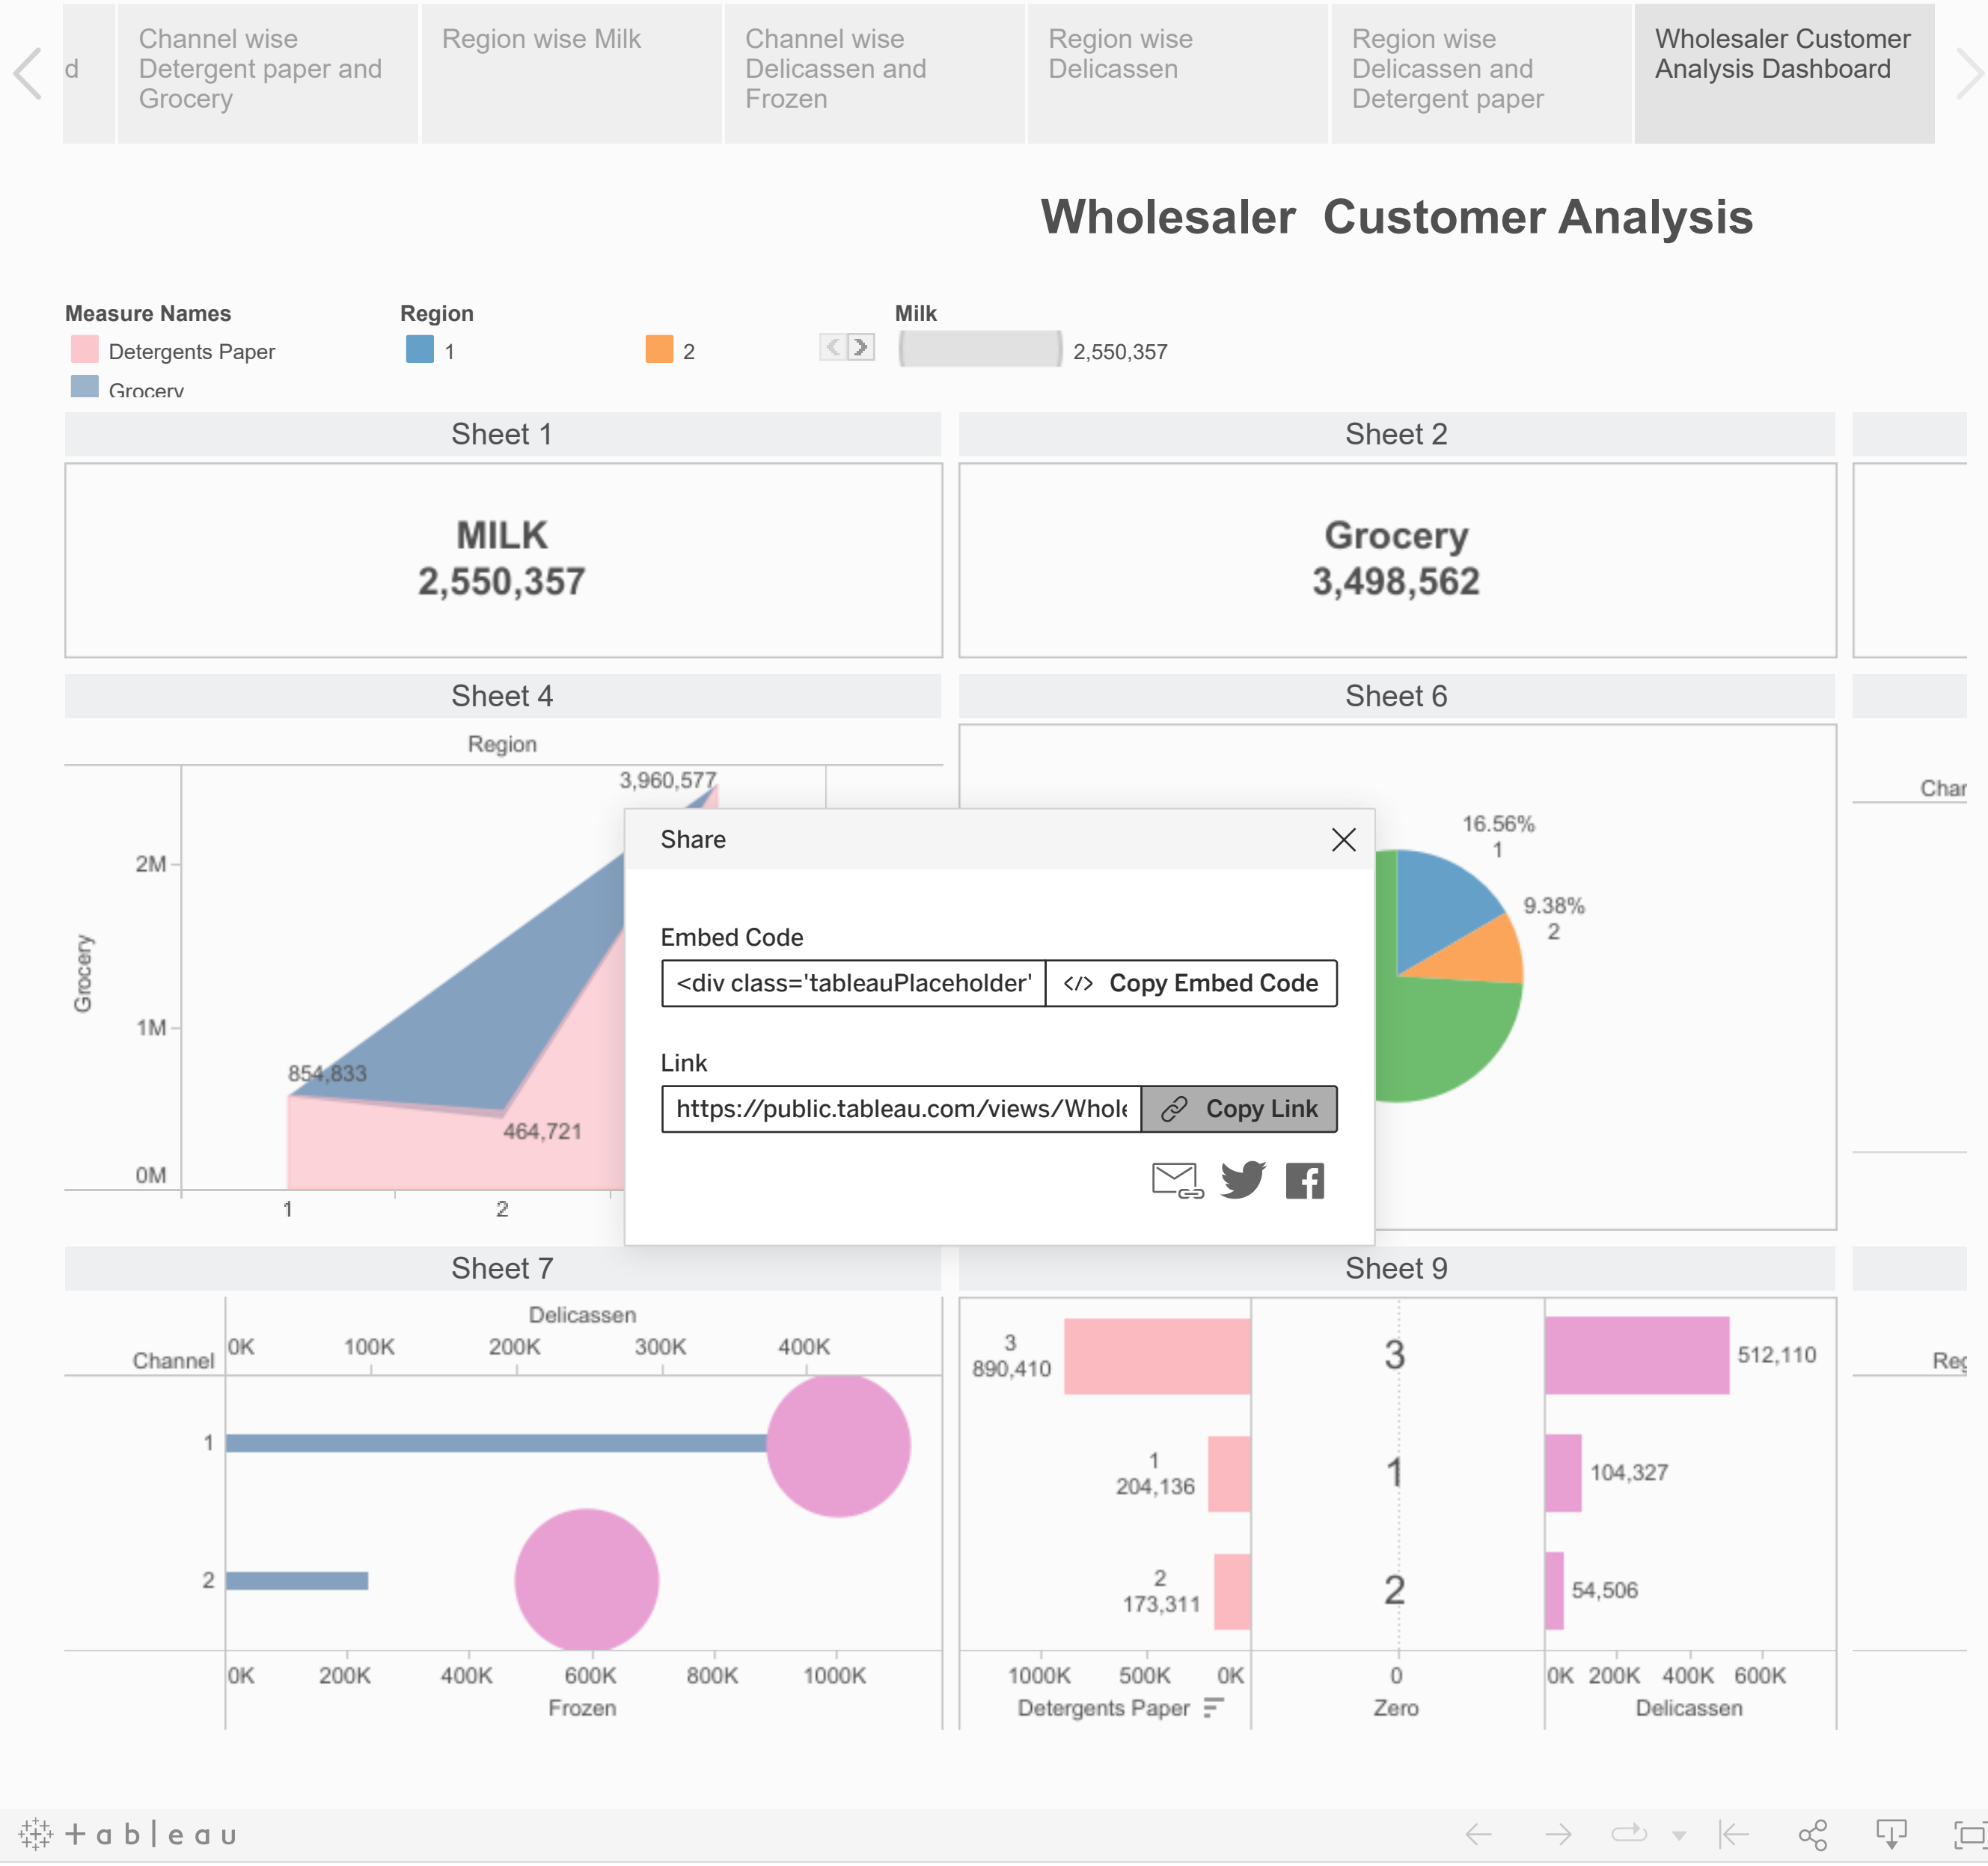 d
Channel wise
Detergent paper and
Grocery
Region wise Milk
Channel wise
Delicassen and
Frozen
Region wise
Delicassen
Region wise
Delicassen and
Detergent paper
Wholesaler Customer
Analysis Dashboard
Wholesaler Customer Analysis
Measure Names
Detergents Paper
Grocery
Region
1
2
Milk
2,550,357
Sheet 1
Sheet 2
MILK
2,550,357
Grocery
3,498,562
Sheet 4
Region
3,960,577
2M
1M
0M
Grocery
854,833
464,721
1
2
Sheet 6
16.56%
1
9.38%
2
Char
Share
Embed Code
<div class='tableauPlaceholder'
</> Copy Embed Code
Link
https://public.tableau.com/views/Whole
Copy Link
Sheet 7
Delicassen
Channel
0K 100K 200K 300K 400K
1
2
0K 200K 400K 600K 800K 1000K
Frozen
Sheet 9
3
890,410
3
512,110
1
204,136
1
104,327
2
173,311
2
54,506
1000K 500K 0K
0
0K 200K 400K 600K
Detergents Paper
Zero
Delicassen
Reg
+ableau